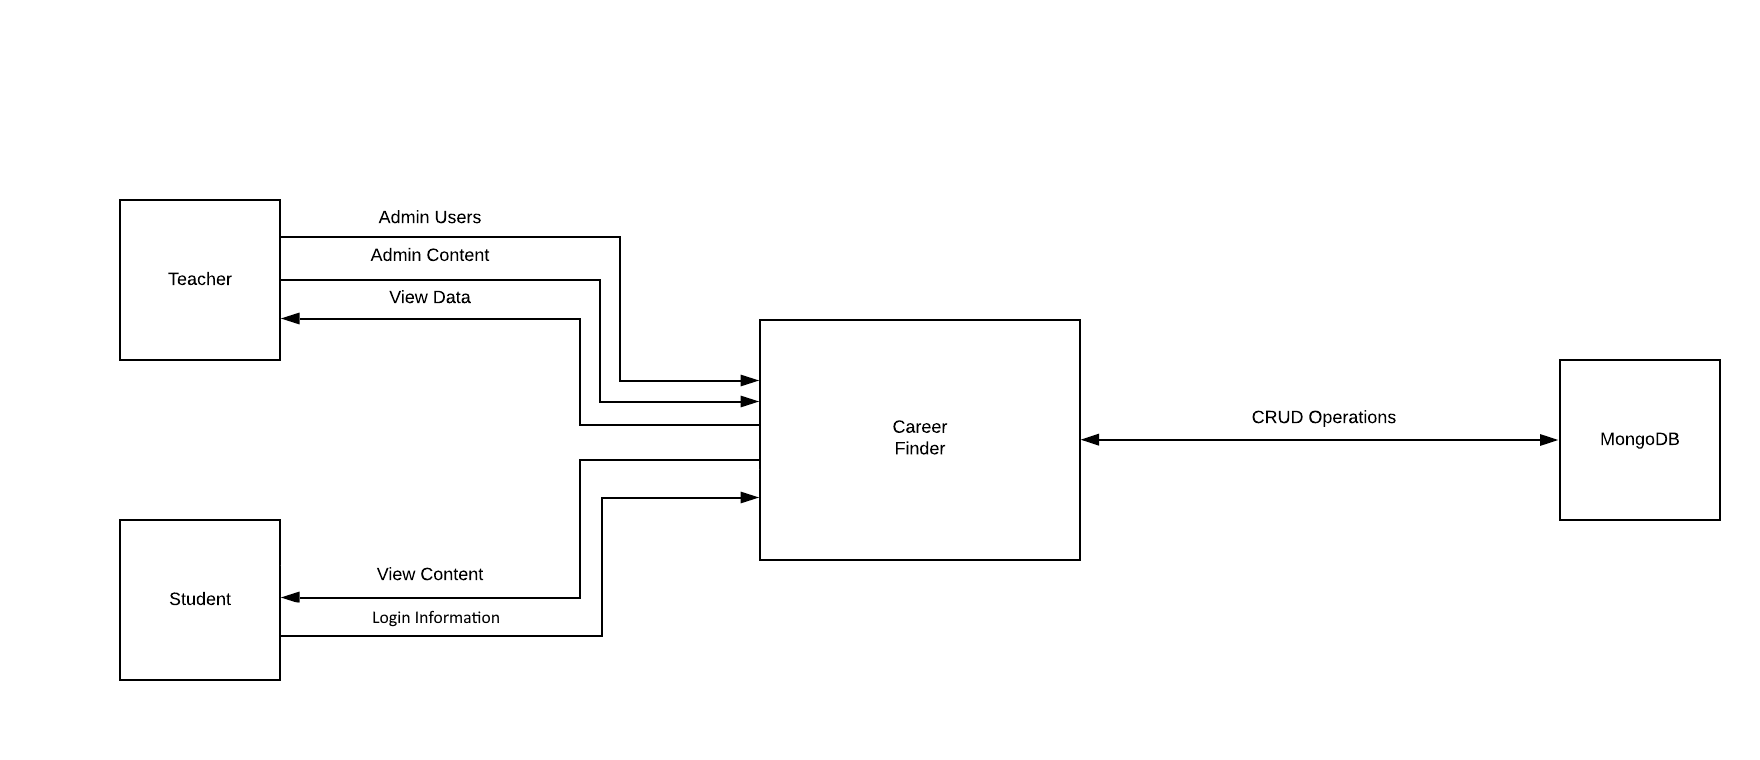 Admin Users
Admin Content
Teacher
View Data
Career
Finder
CRUD Operations
MongoDB
View Content
Student
Login Information